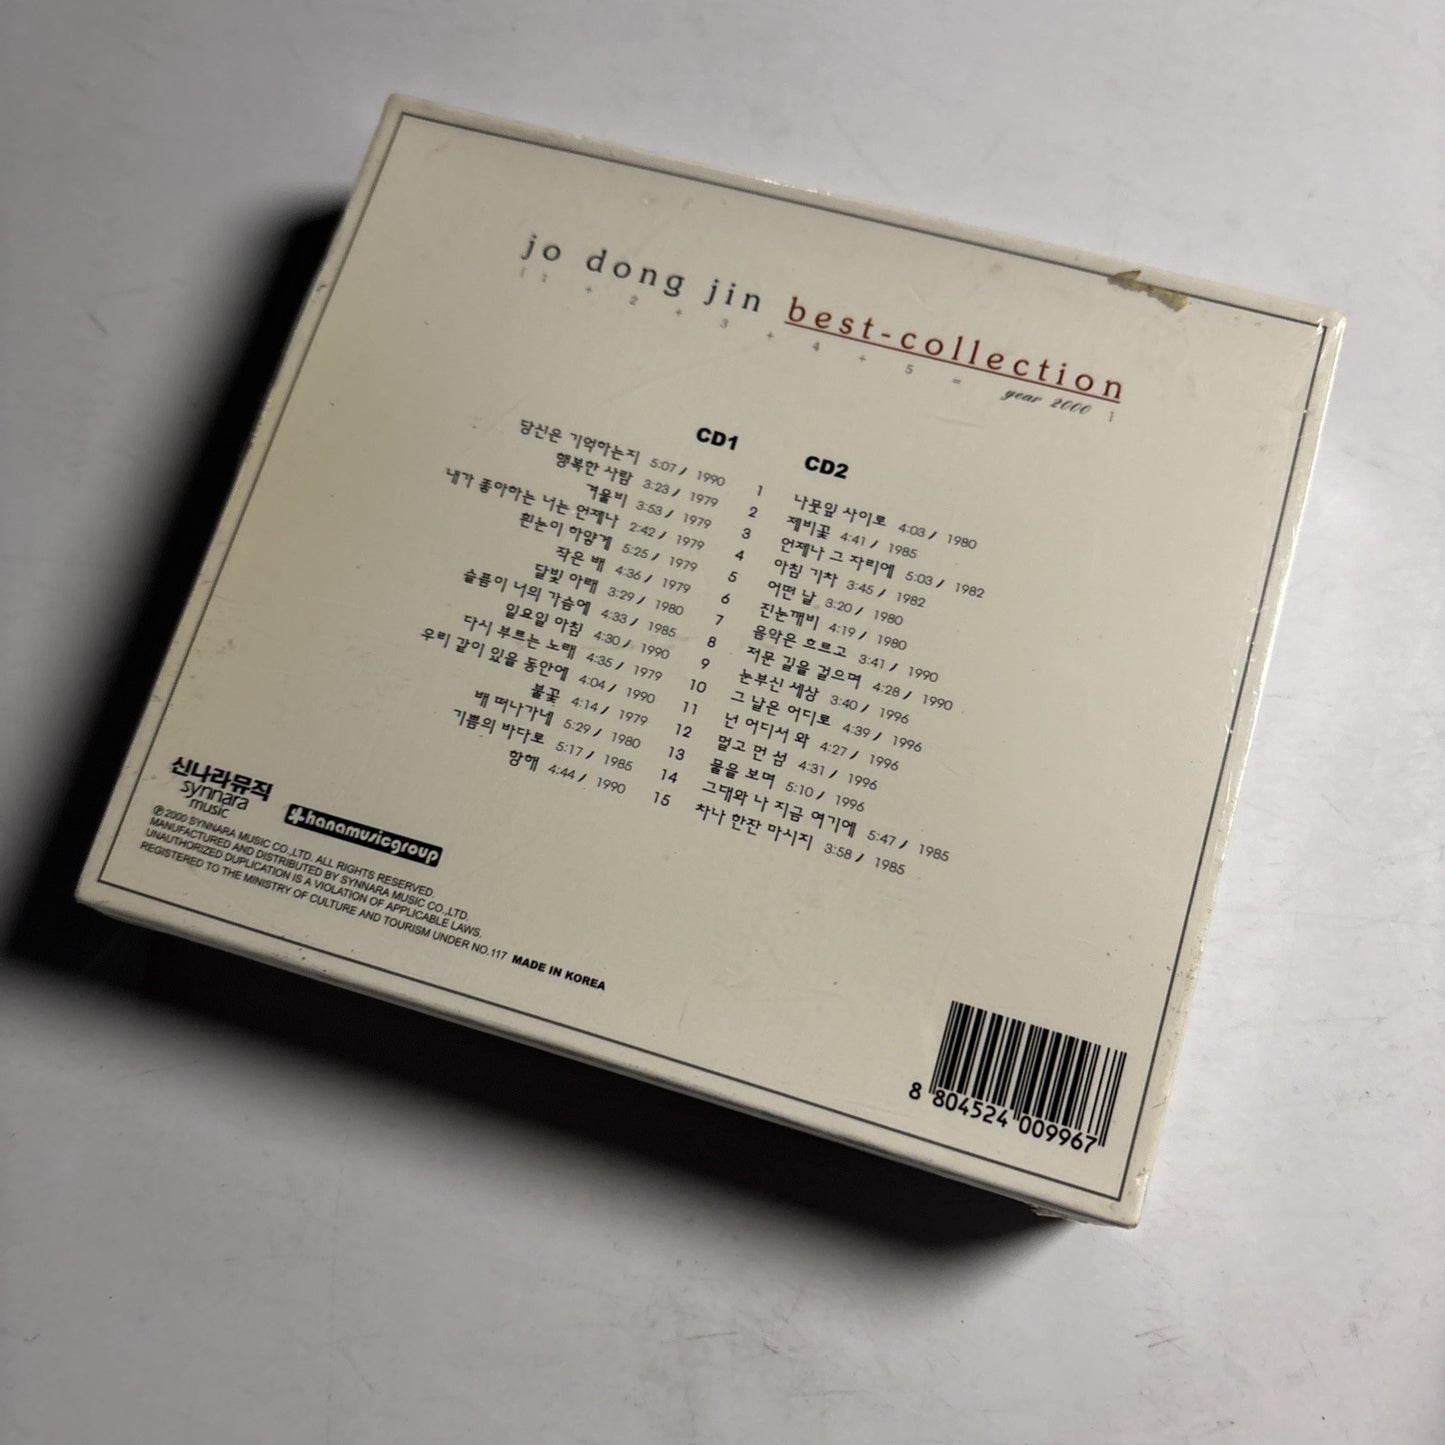 jo dong jin best-collection
( 1 + 2 + 3 + 4 + 5 = year 2000 )
CD1
당신은 기억하는지 5:07 / 1990 1
행복한 사람 3:23 / 1979 2
겨울비 3:53 / 1979 3
내가 좋아하는 너는 언제나 2:42 / 1979 4
흰눈이 하얗게 5:25 / 1979 5
작은 배 4:36 / 1979 6
달빛 아래 3:29 / 1980 7
슬픔이 너의 가슴에 4:33 / 1985 8
일요일 아침 4:30 / 1990 9
다시 부르는 노래 4:35 / 1979 10
우리 같이 있을 동안에 4:04 / 1990 11
불꽃 4:14 / 1979 12
배 떠나가네 5:29 / 1980 13
기쁨의 바다로 5:17 / 1985 14
항해 4:44 / 1990 15
CD2
나뭇잎 사이로 4:03 / 1980
제비꽃 4:41 / 1985
언제나 그 자리에 5:03 / 1982
아침 기차 3:45 / 1982
어떤 날 3:20 / 1980
진눈깨비 4:19 / 1980
음악은 흐르고 3:41 / 1990
저문 길을 걸으며 4:28 / 1990
눈부신 세상 3:40 / 1996
그 날은 어디로 4:39 / 1996
넌 어디서 와 4:27 / 1996
멀고 먼 섬 4:31 / 1996
물을 보며 5:10 / 1996
그대와 나 지금 여기에 5:47 / 1985
차나 한잔 마시지 3:58 / 1985
신나라뮤직
synnara
music
hanamusicgroup
℗2000 SYNNARA MUSIC CO.,LTD. ALL RIGHTS RESERVED.
MANUFACTURED AND DISTRIBUTED BY SYNNARA MUSIC CO.,LTD.
UNAUTHORIZED DUPLICATION IS A VIOLATION OF APPLICABLE LAWS.
REGISTERED TO THE MINISTRY OF CULTURE AND TOURISM UNDER NO.117 MADE IN KOREA
8 804524 009967